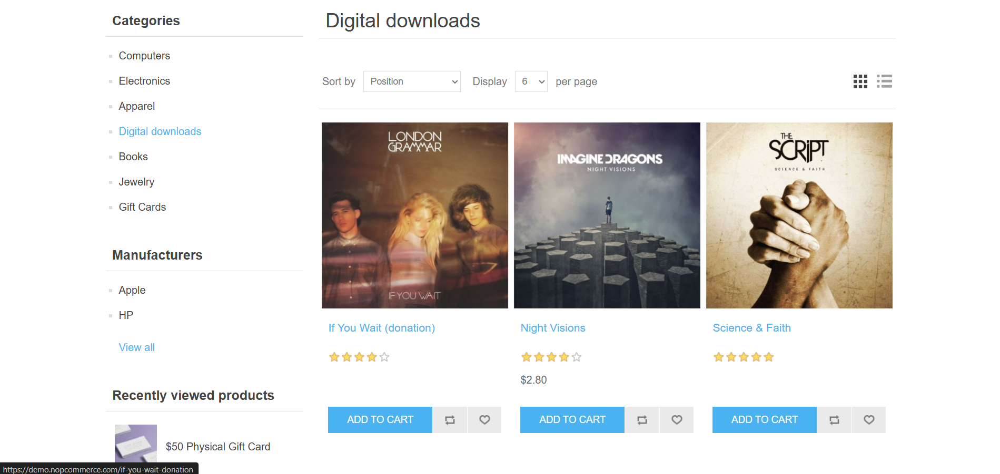 Categories
Computers
Electronics
Apparel
Digital downloads
Books
Jewelry
Gift Cards
Manufacturers
Apple
HP
View all
Recently viewed products
$50 Physical Gift Card
Digital downloads
Sort by Position Display 6 per page
LONDON
GRAMMAR
IF YOU WAIT
IMAGINE DRAGONS
NIGHT VISIONS
THE
SCRIPT
SCIENCE & FAITH
If You Wait (donation)
Night Visions
Science & Faith
$2.80
ADD TO CART
ADD TO CART
ADD TO CART
https://demo.nopcommerce.com/if-you-wait-donation